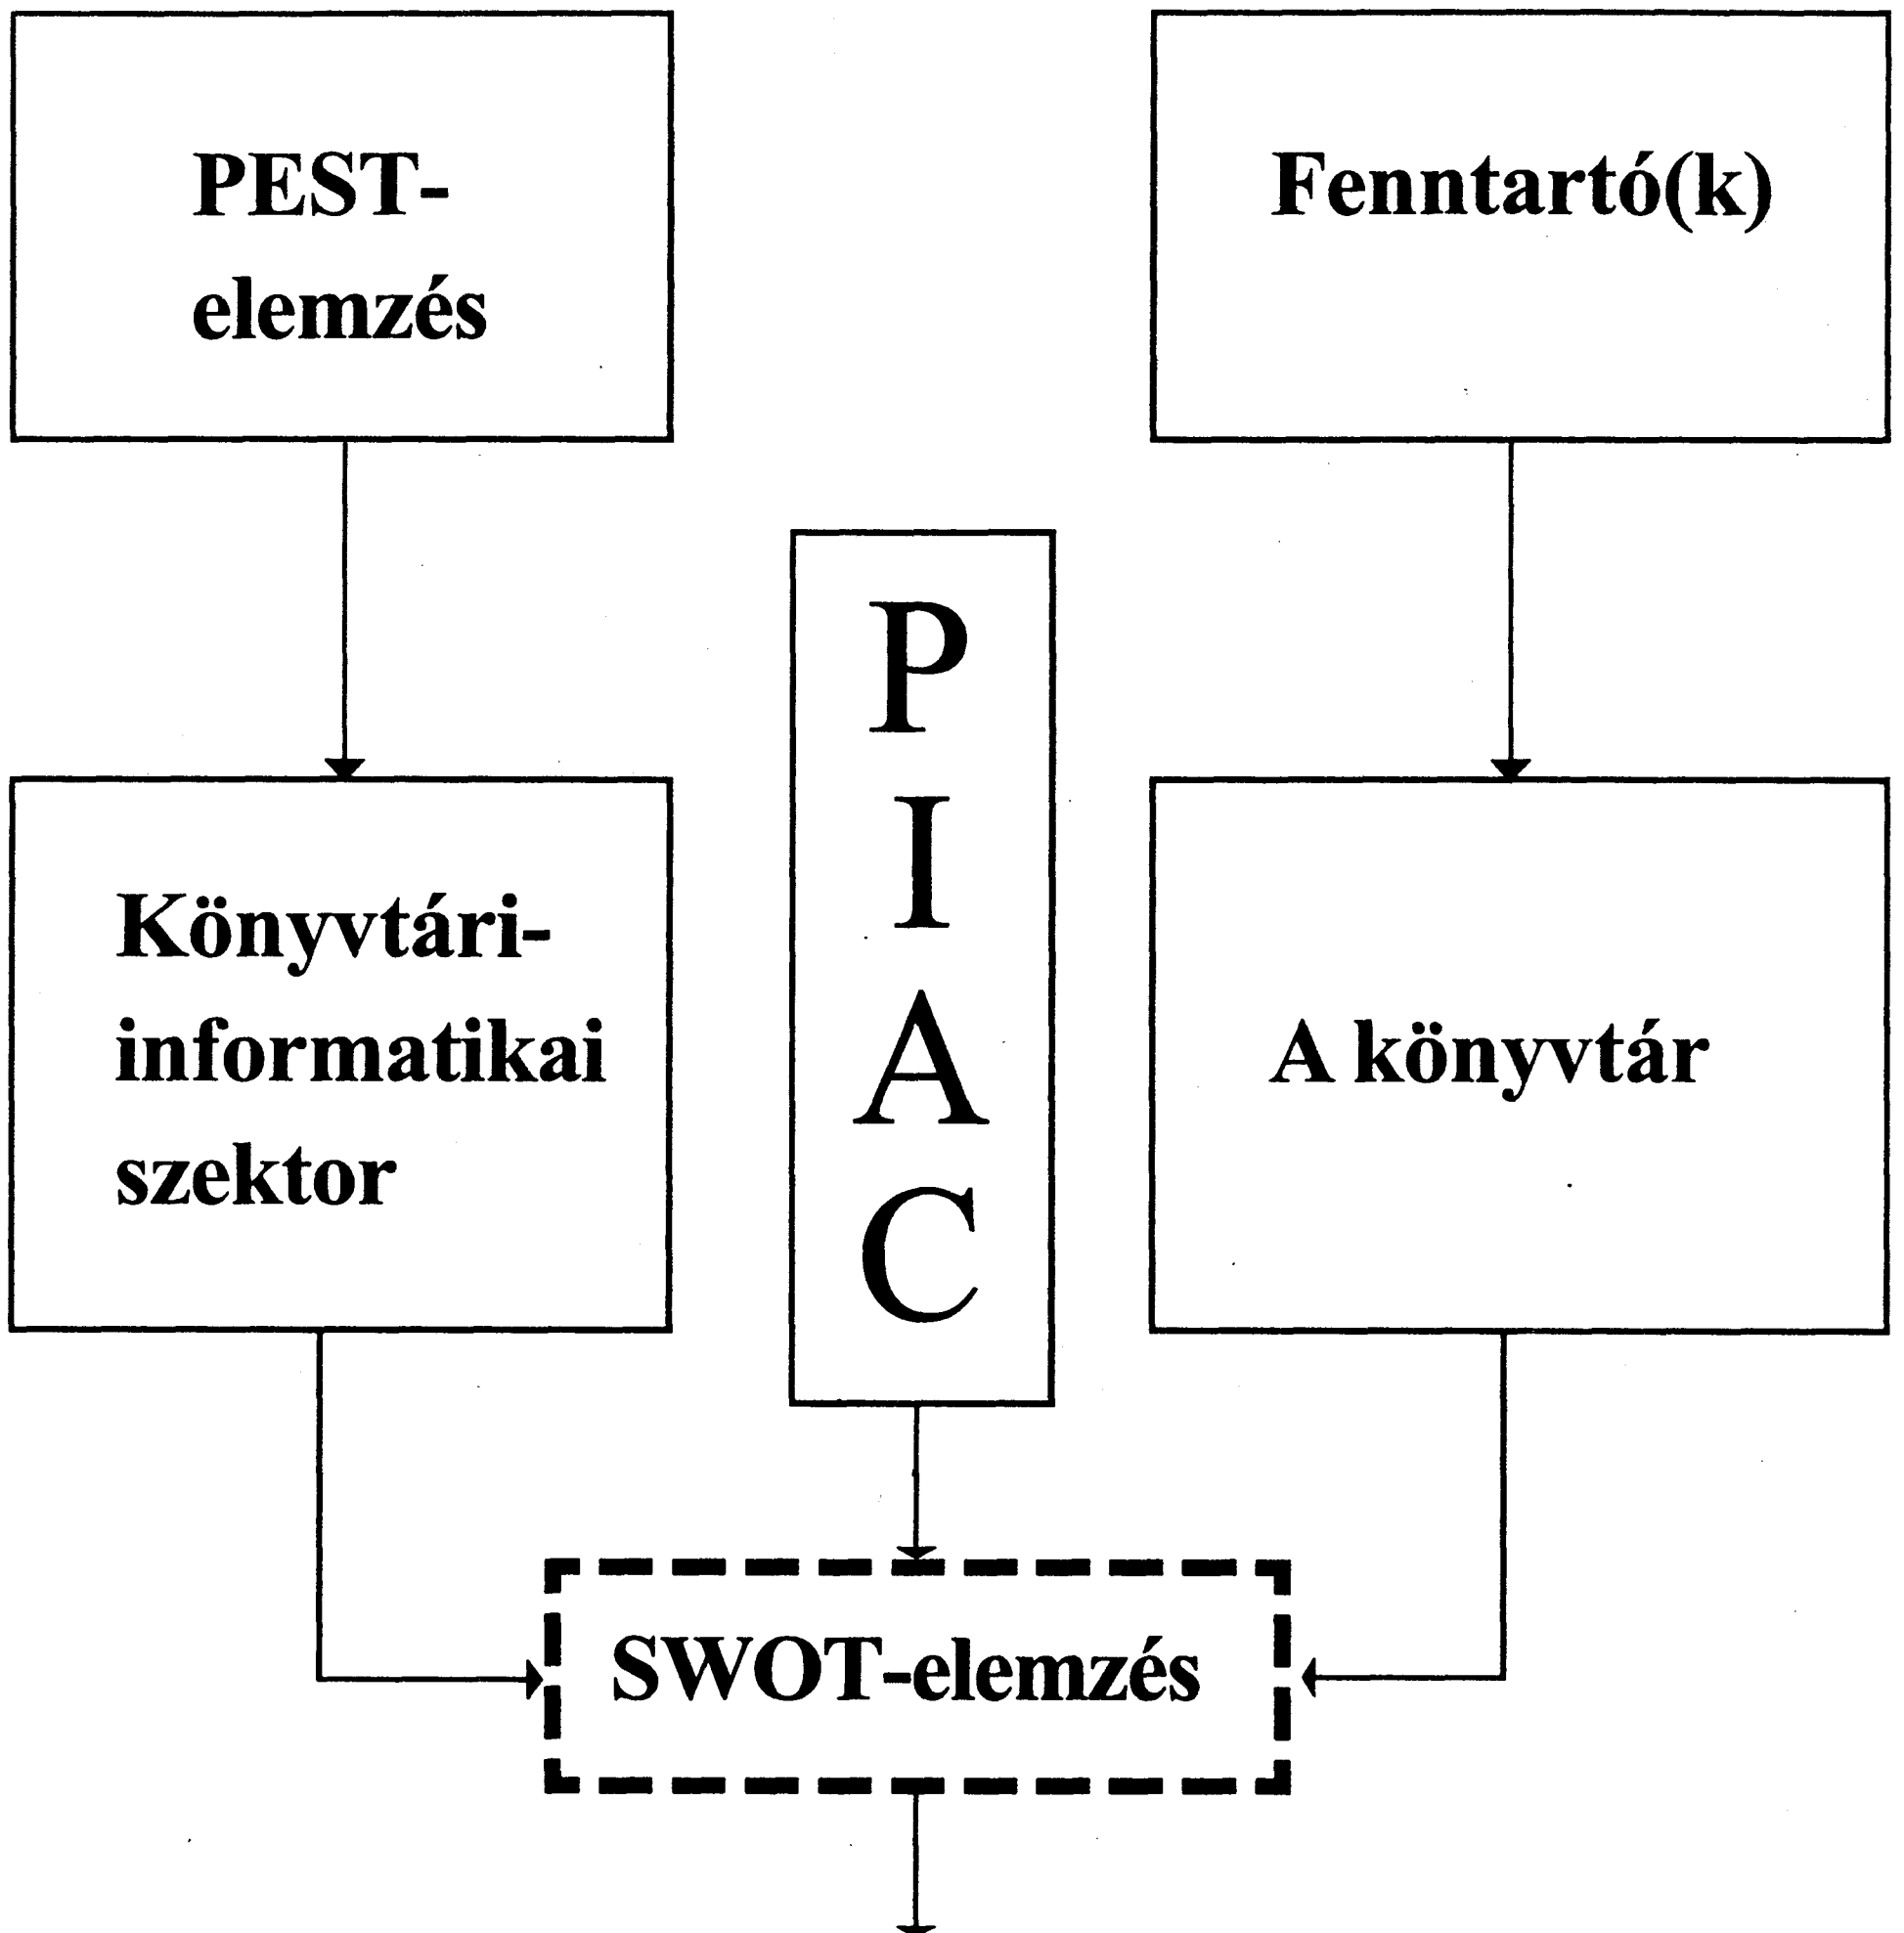 PEST-
elemzés
Fenntartó(k)
P
I
A
C
Könyvtári-
informatikai
szektor
A könyvtár
SWOT-elemzés